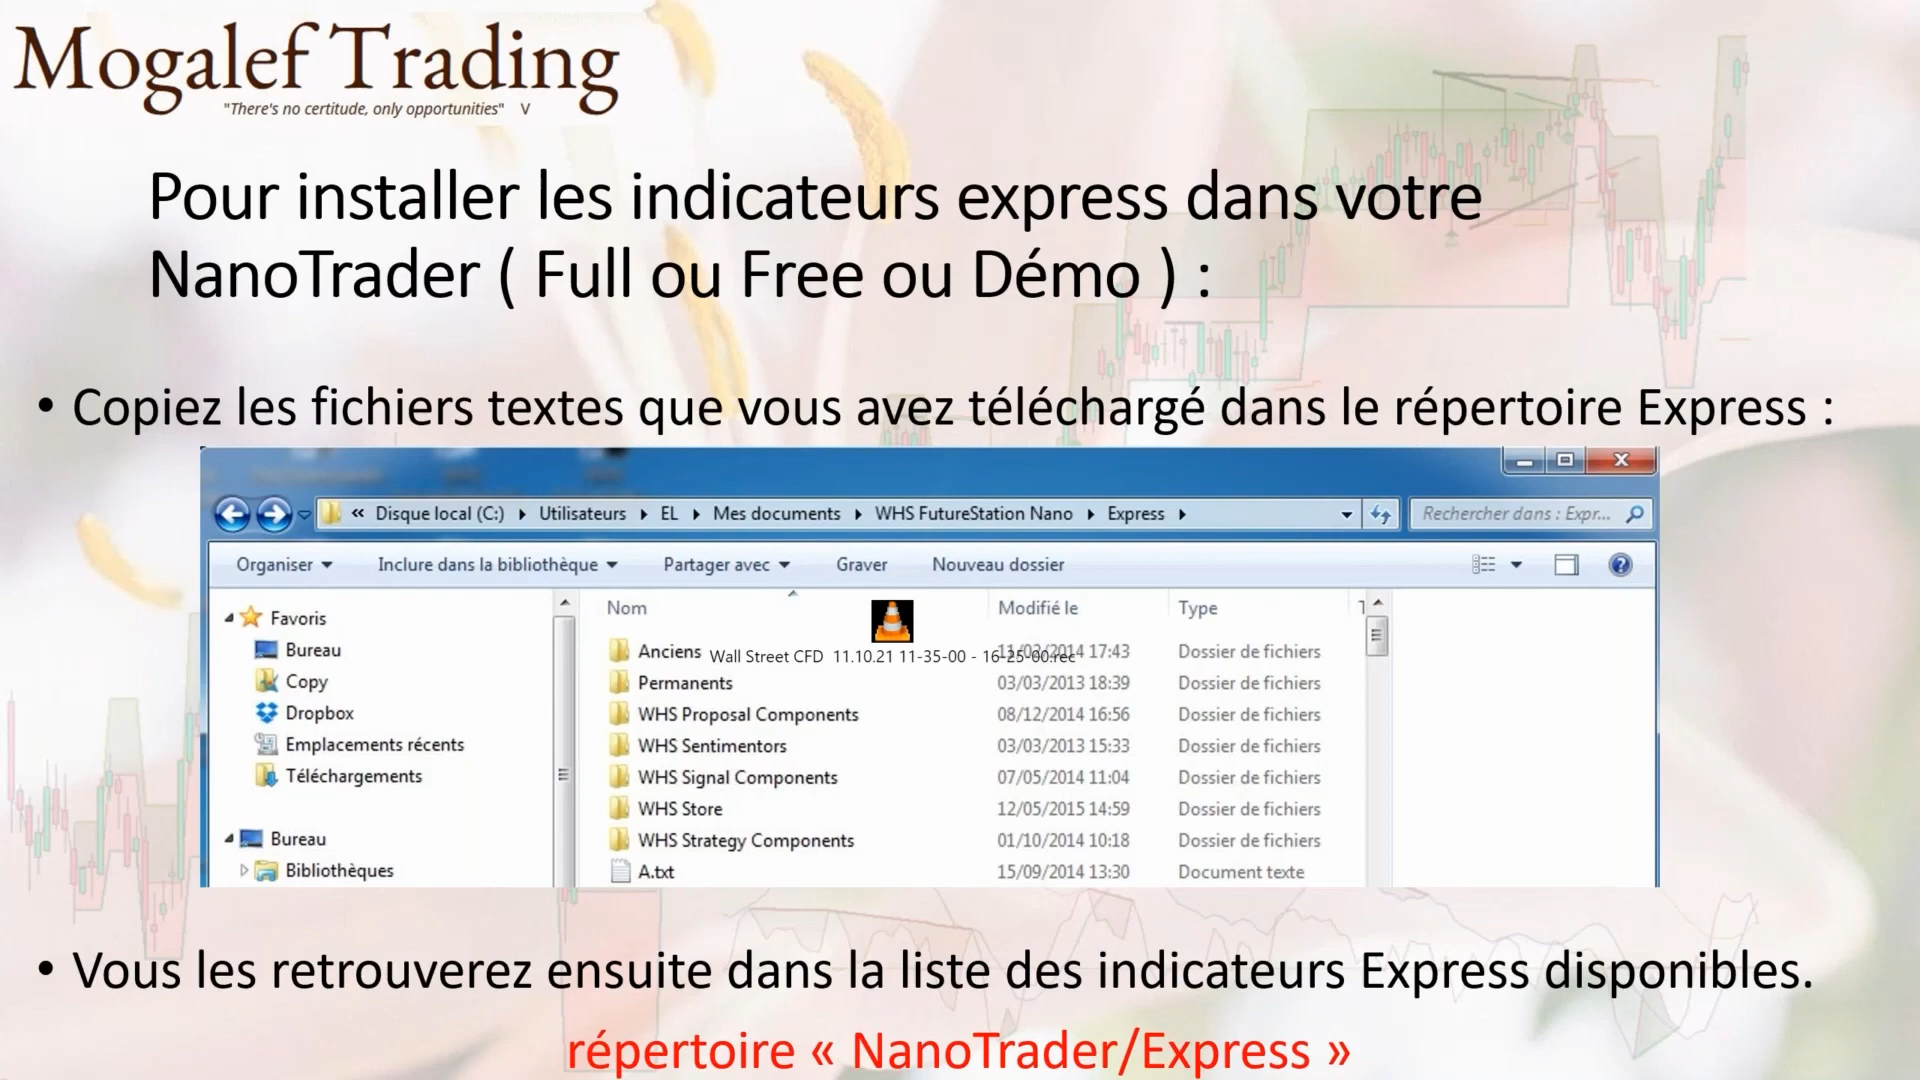 Mogalef Trading
"There's no certitude, only opportunities" V
Pour installer les indicateurs express dans votre
NanoTrader ( Full ou Free ou Démo ) :
• Copiez les fichiers textes que vous avez téléchargé dans le répertoire Express :
« Disque local (C:) ▸ Utilisateurs ▸ EL ▸ Mes documents ▸ WHS FutureStation Nano ▸ Express ▸
Rechercher dans : Expr...
Organiser Inclure dans la bibliothèque Partager avec Graver Nouveau dossier
Nom Modifié le Type T
Favoris
Bureau
Copy
Dropbox
Emplacements récents
Téléchargements
Bureau
Bibliothèques
Anciens 17:43 Dossier de fichiers
Wall Street CFD 11.10.21 11-35-00 - 16-25-00.rec
Permanents 03/03/2013 18:39 Dossier de fichiers
WHS Proposal Components 08/12/2014 16:56 Dossier de fichiers
WHS Sentimentors 03/03/2013 15:33 Dossier de fichiers
WHS Signal Components 07/05/2014 11:04 Dossier de fichiers
WHS Store 12/05/2015 14:59 Dossier de fichiers
WHS Strategy Components 01/10/2014 10:18 Dossier de fichiers
A.txt 15/09/2014 13:30 Document texte
• Vous les retrouverez ensuite dans la liste des indicateurs Express disponibles.
répertoire « NanoTrader/Express »